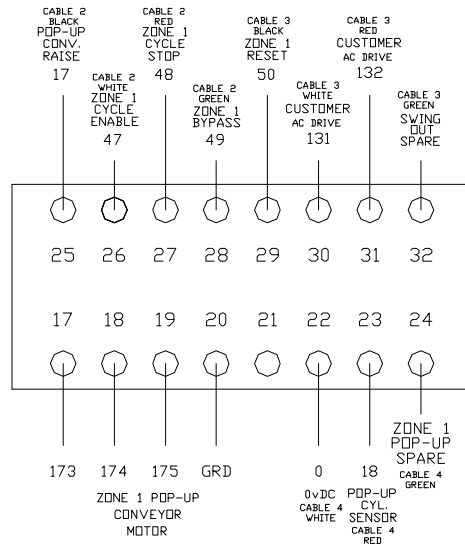 CABLE 2
BLACK
POP-UP
CONV.
RAISE
17
CABLE 2
WHITE
ZONE 1
CYCLE
ENABLE
47
CABLE 2
RED
ZONE 1
CYCLE
STOP
48
CABLE 2
GREEN
ZONE 1
BYPASS
49
CABLE 3
BLACK
ZONE 1
RESET
50
CABLE 3
WHITE
CUSTOMER
AC DRIVE
131
CABLE 3
RED
CUSTOMER
AC DRIVE
132
CABLE 3
GREEN
SWING
OUT
SPARE
25 26 27 28 29 30 31 32
17 18 19 20 21 22 23 24
173 174 175 GRD
ZONE 1 POP-UP
CONVEYOR
MOTOR
0
0vDC
CABLE 4
WHITE
18
POP-UP
CYL.
SENSOR
CABLE 4
RED
ZONE 1
POP-UP
SPARE
CABLE 4
GREEN